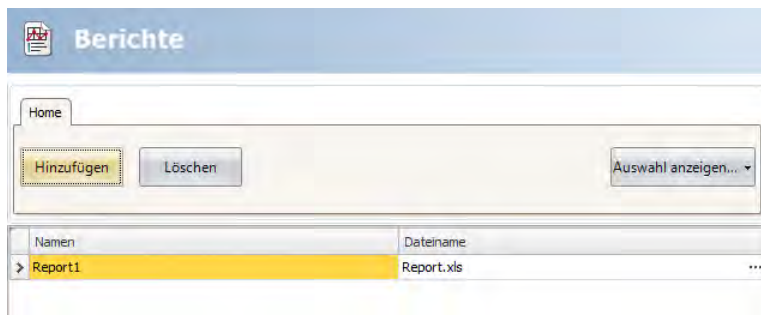 Berichte
Home
Hinzufügen Löschen Auswahl anzeigen...
Namen Dateiname
Report1 Report.xls ...